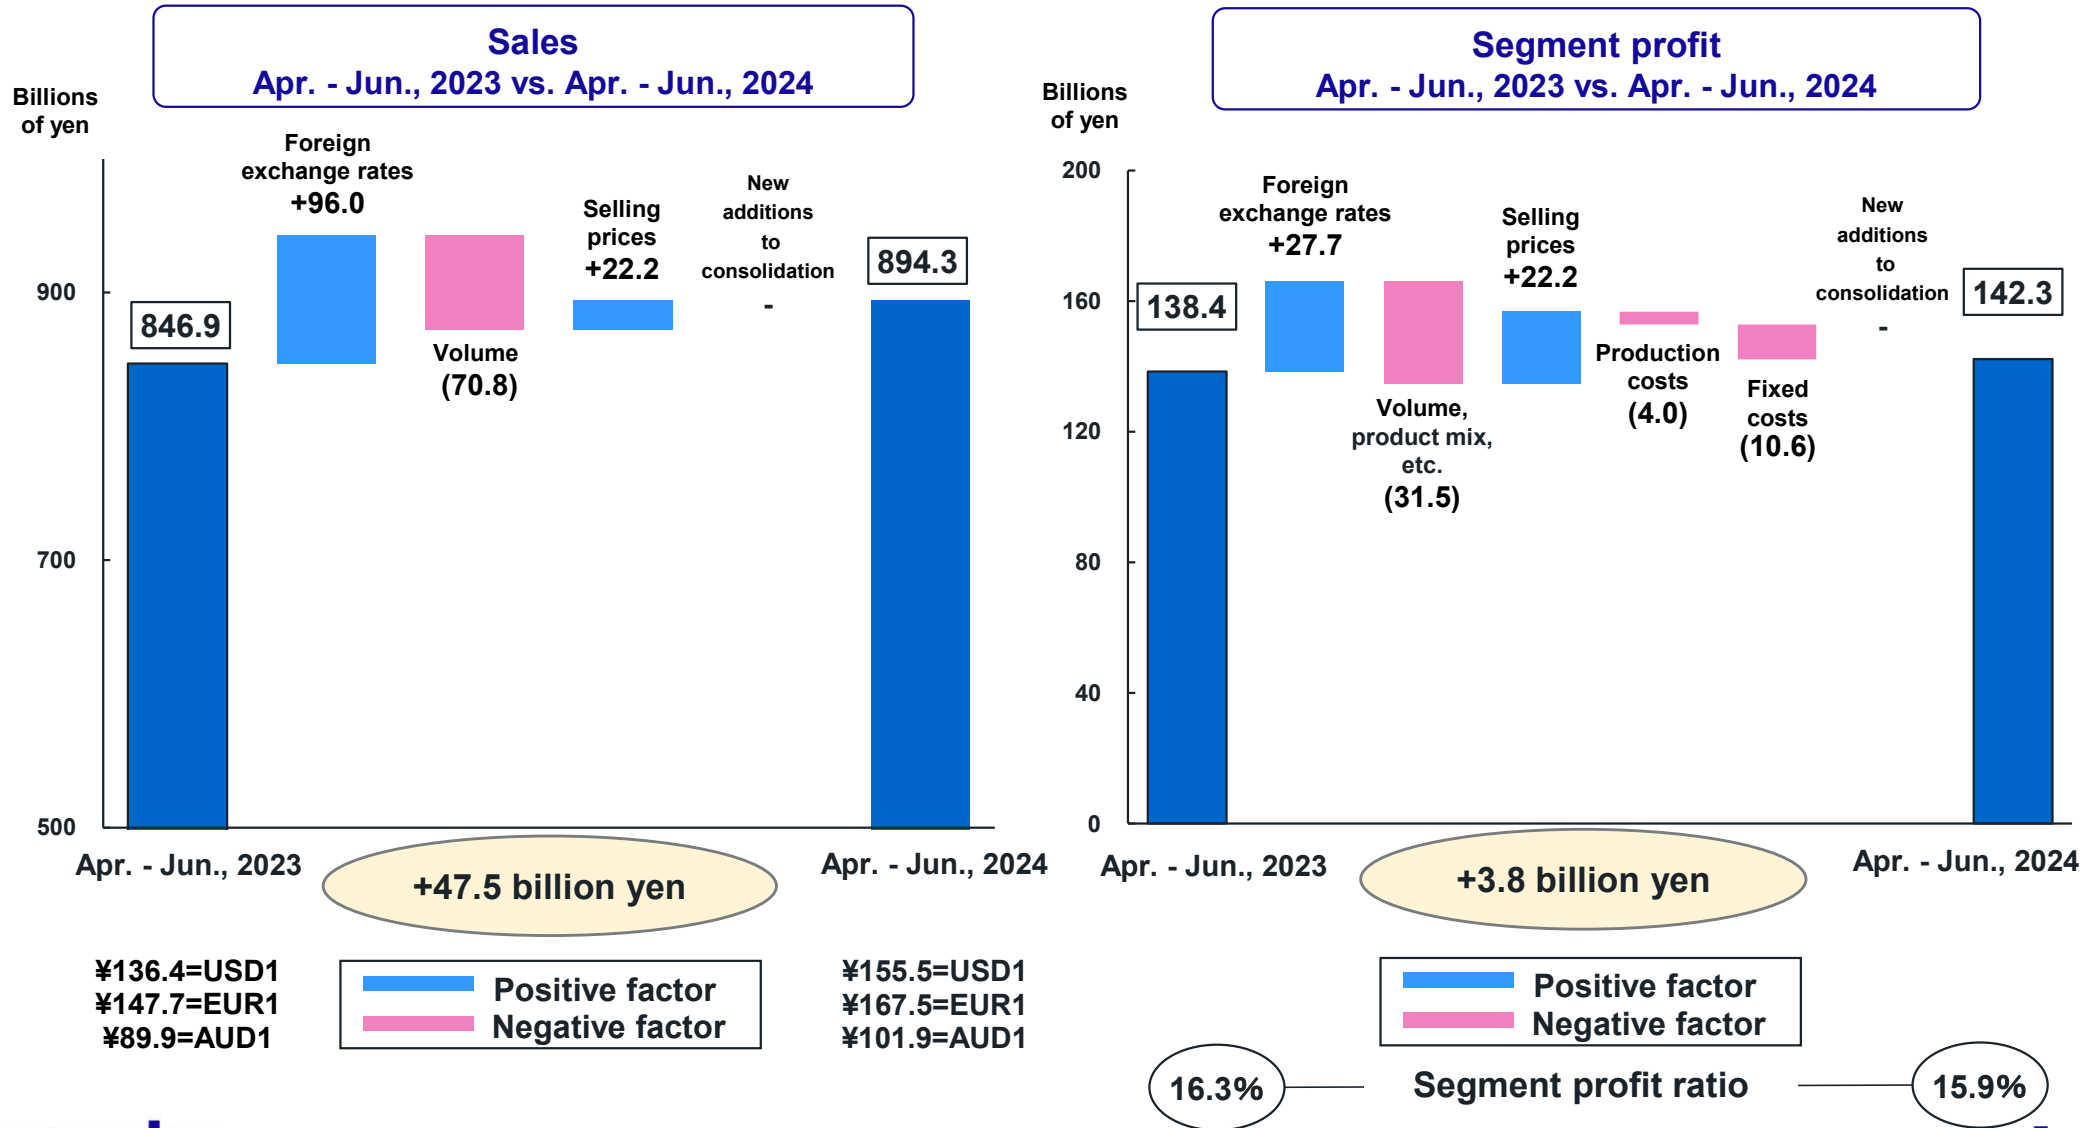 Sales
Apr. - Jun., 2023 vs. Apr. - Jun., 2024
Billions
of yen
900
700
500
846.9
Foreign
exchange rates
+96.0
Volume
(70.8)
Selling
prices
+22.2
New
additions
to
consolidation
-
894.3
Apr. - Jun., 2023
+47.5 billion yen
Apr. - Jun., 2024
¥136.4=USD1
¥147.7=EUR1
¥89.9=AUD1
Positive factor
Negative factor
¥155.5=USD1
¥167.5=EUR1
¥101.9=AUD1
Segment profit
Apr. - Jun., 2023 vs. Apr. - Jun., 2024
Billions
of yen
200
160
120
80
40
0
138.4
Foreign
exchange rates
+27.7
Volume,
product mix,
etc.
(31.5)
Selling
prices
+22.2
Production
costs
(4.0)
Fixed
costs
(10.6)
New
additions
to
consolidation
-
142.3
Apr. - Jun., 2023
+3.8 billion yen
Apr. - Jun., 2024
Positive factor
Negative factor
16.3%
Segment profit ratio
15.9%